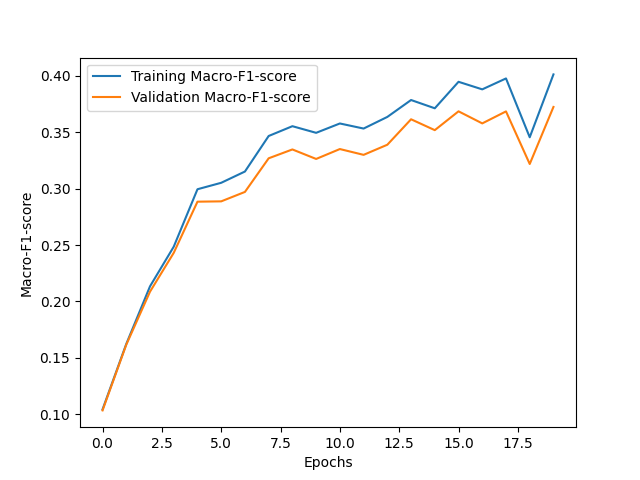 Training Macro-F1-score
Validation Macro-F1-score
0.40
0.35
0.30
0.25
0.20
0.15
0.10
Macro-F1-score
0.0 2.5 5.0 7.5 10.0 12.5 15.0 17.5
Epochs